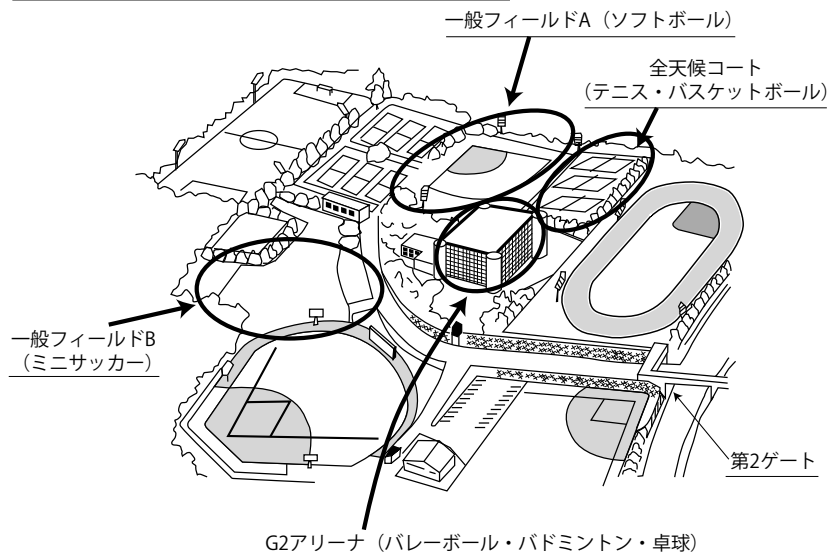 一般フィールドA（ソフトボール）
全天候コート
（テニス・バスケットボール）
一般フィールドB
（ミニサッカー）
第2ゲート
G2アリーナ（バレーボール・バドミントン・卓球）